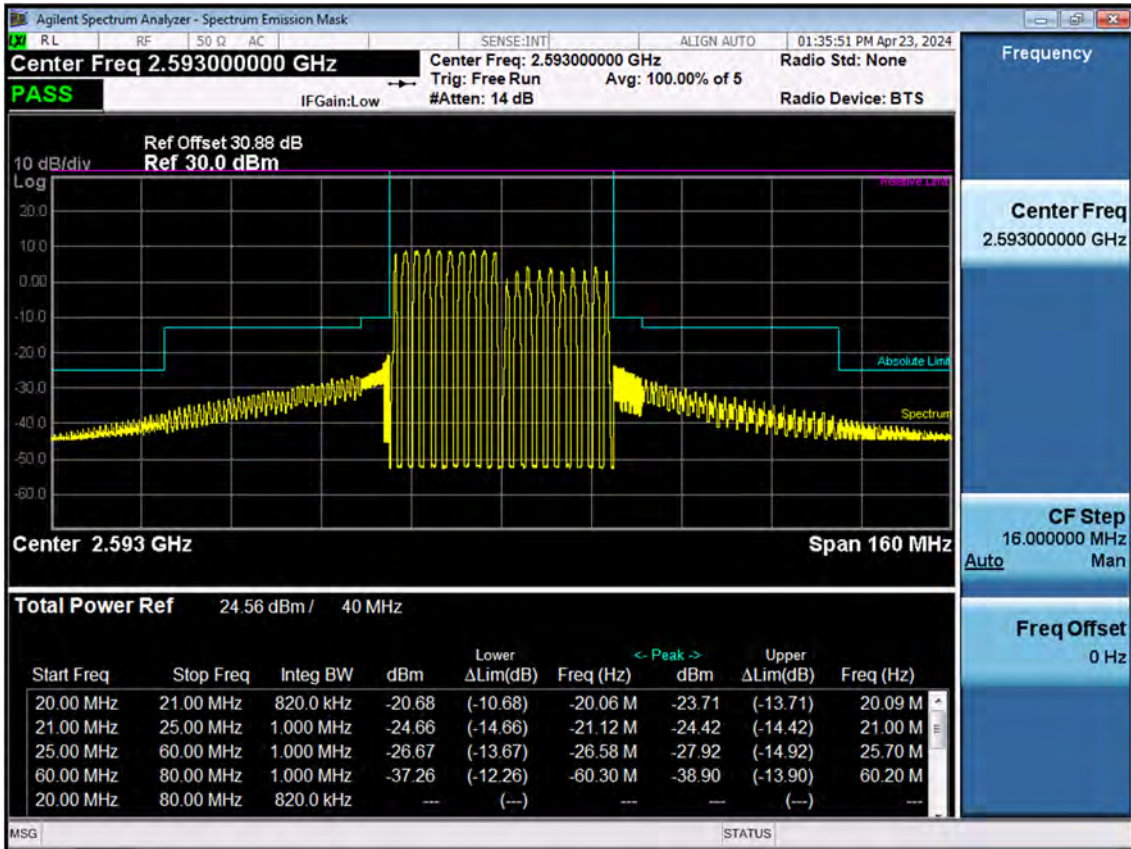 Agilent Spectrum Analyzer - Spectrum Emission Mask
LXI RL RF 50 Ω AC SENSE:INT ALIGN AUTO 01:35:51 PM Apr 23, 2024
Center Freq 2.593000000 GHz Center Freq: 2.593000000 GHz Radio Std: None
Trig: Free Run Avg: 100.00% of 5
PASS IFGain:Low #Atten: 14 dB Radio Device: BTS
Frequency
Ref Offset 30.88 dB
10 dB/div Ref 30.0 dBm
Log
Relative Limit
20.0
10.0
0.00
-10.0
-20.0
Absolute Limit
-30.0
-40.0
Spectrum
-50.0
-60.0
Center 2.593 GHz Span 160 MHz
Center Freq
2.593000000 GHz
CF Step
16.000000 MHz
Auto Man
Freq Offset
0 Hz
Total Power Ref 24.56 dBm / 40 MHz
Lower <- Peak -> Upper
Start Freq Stop Freq Integ BW dBm ΔLim(dB) Freq (Hz) dBm ΔLim(dB) Freq (Hz)
20.00 MHz 21.00 MHz 820.0 kHz -20.68 (-10.68) -20.06 M -23.71 (-13.71) 20.09 M
21.00 MHz 25.00 MHz 1.000 MHz -24.66 (-14.66) -21.12 M -24.42 (-14.42) 21.00 M
25.00 MHz 60.00 MHz 1.000 MHz -26.67 (-13.67) -26.58 M -27.92 (-14.92) 25.70 M
60.00 MHz 80.00 MHz 1.000 MHz -37.26 (-12.26) -60.30 M -38.90 (-13.90) 60.20 M
20.00 MHz 80.00 MHz 820.0 kHz --- (---) --- --- (---) ---
MSG STATUS